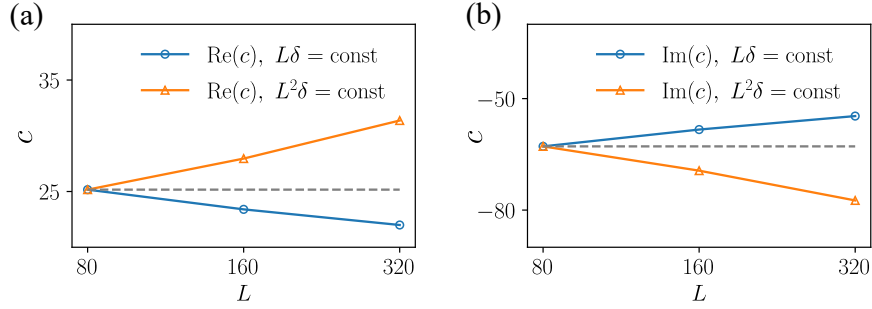 (a)
Re(c), Lδ = const
Re(c), L²δ = const
35
25
c
80
160
320
L
(b)
Im(c), Lδ = const
Im(c), L²δ = const
−50
−80
c
80
160
320
L